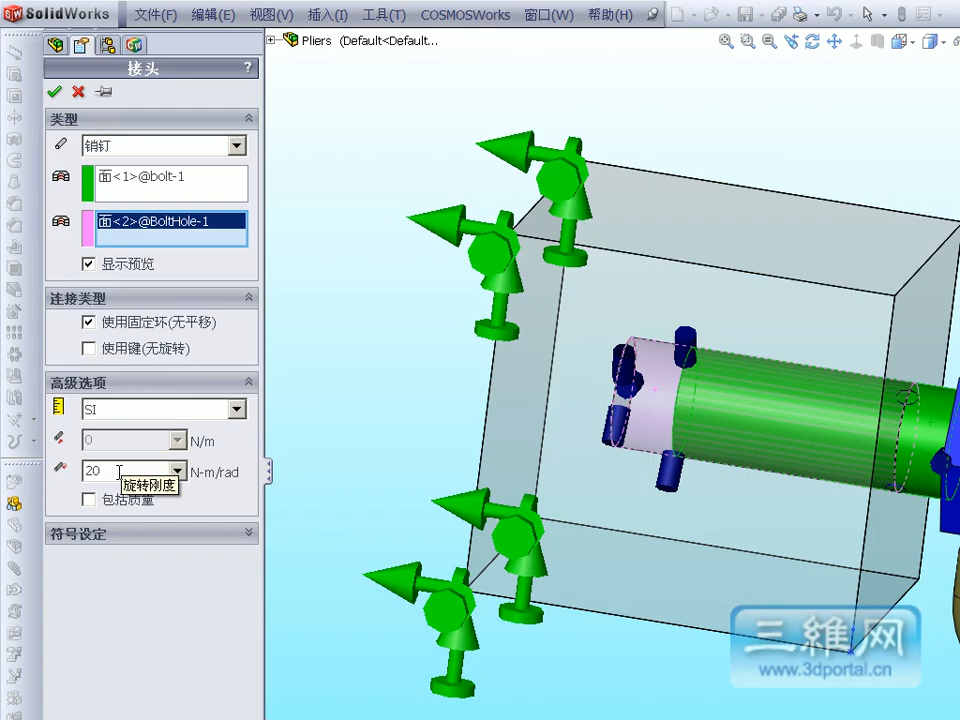 SolidWorks
文件(F) 编辑(E) 视图(V) 插入(I) 工具(T) COSMOSWorks 窗口(W) 帮助(H)
Pliers (Default<Default...
接头
?
类型
销钉
面<1>@bolt-1
面<2>@BoltHole-1
显示预览
连接类型
使用固定环(无平移)
使用键(无旋转)
高级选项
SI
0 N/m
20 N-m/rad
旋转刚度
包括质量
符号设定
三維网
www.3dportal.cn